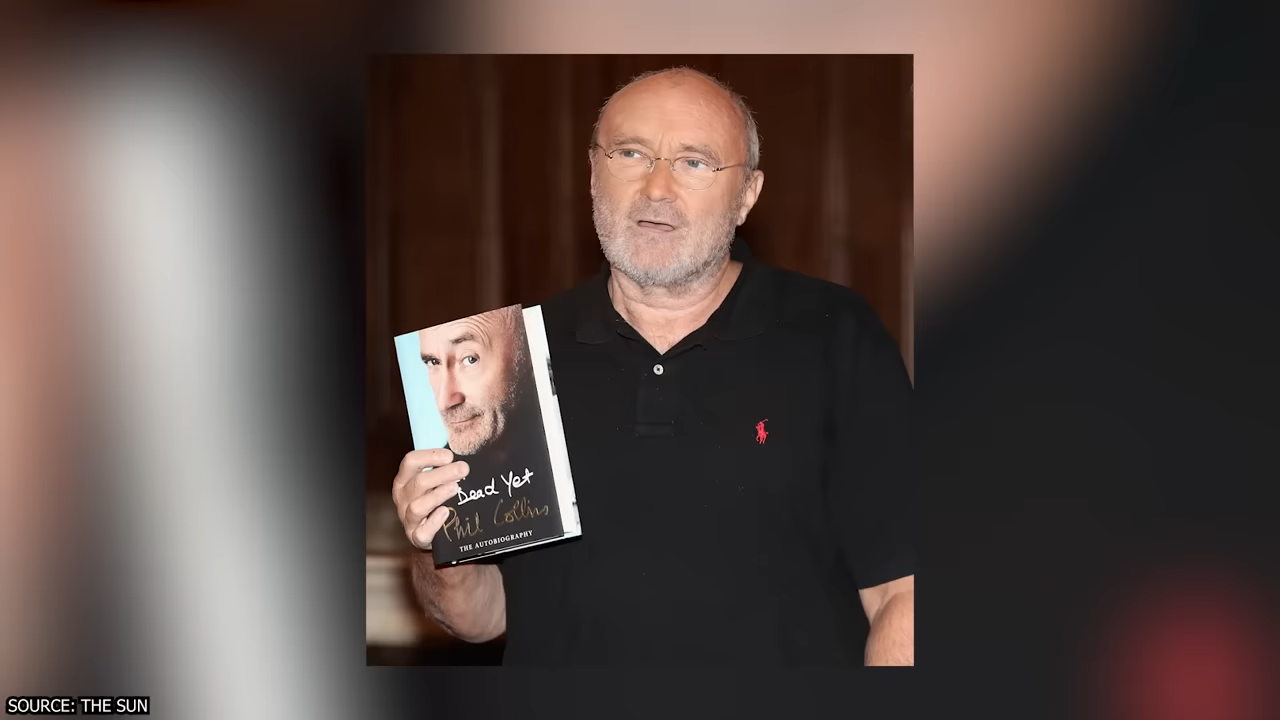 Dead Yet
Phil Collins
THE AUTOBIOGRAPHY
SOURCE: THE SUN